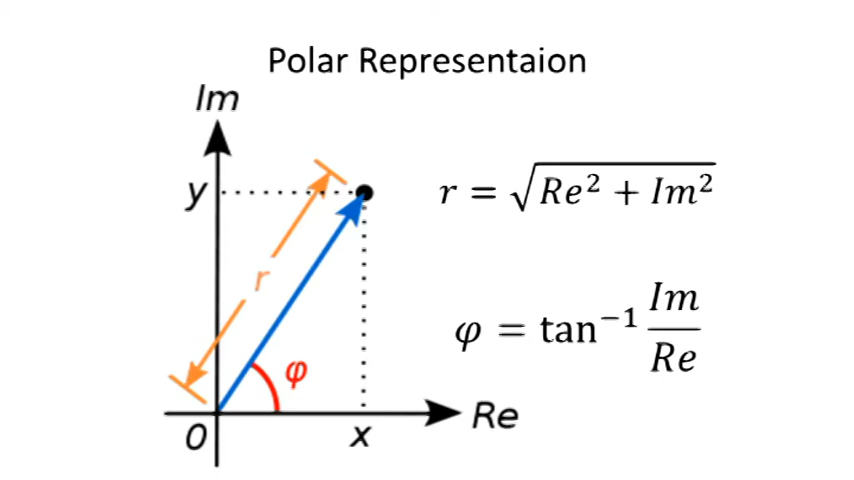 Polar Representaion
Im
y
r
φ
0
x
Re
r = √(Re² + Im²)
φ = tan⁻¹ Im/Re